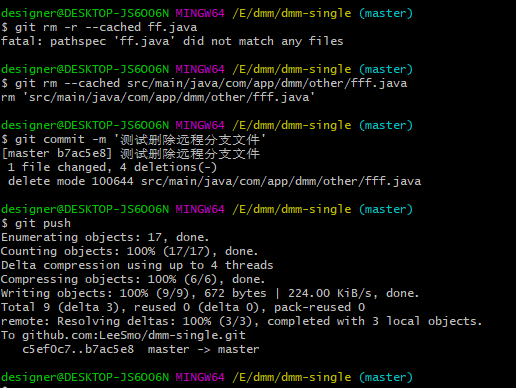 designer@DESKTOP-JS6OO6N MINGW64 /E/dmm/dmm-single (master)
$ git rm -r --cached ff.java
fatal: pathspec 'ff.java' did not match any files
designer@DESKTOP-JS6OO6N MINGW64 /E/dmm/dmm-single (master)
$ git rm --cached src/main/java/com/app/dmm/other/fff.java
rm 'src/main/java/com/app/dmm/other/fff.java'
designer@DESKTOP-JS6OO6N MINGW64 /E/dmm/dmm-single (master)
$ git commit -m '测试删除远程分支文件'
[master b7ac5e8] 测试删除远程分支文件
 1 file changed, 4 deletions(-)
 delete mode 100644 src/main/java/com/app/dmm/other/fff.java
designer@DESKTOP-JS6OO6N MINGW64 /E/dmm/dmm-single (master)
$ git push
Enumerating objects: 17, done.
Counting objects: 100% (17/17), done.
Delta compression using up to 4 threads
Compressing objects: 100% (6/6), done.
Writing objects: 100% (9/9), 672 bytes | 224.00 KiB/s, done.
Total 9 (delta 3), reused 0 (delta 0), pack-reused 0
remote: Resolving deltas: 100% (3/3), completed with 3 local objects.
To github.com:LeeSmo/dmm-single.git
   c5ef0c7..b7ac5e8  master -> master
designer@DESKTOP-JS6OO6N MINGW64 /E/dmm/dmm-single (master)